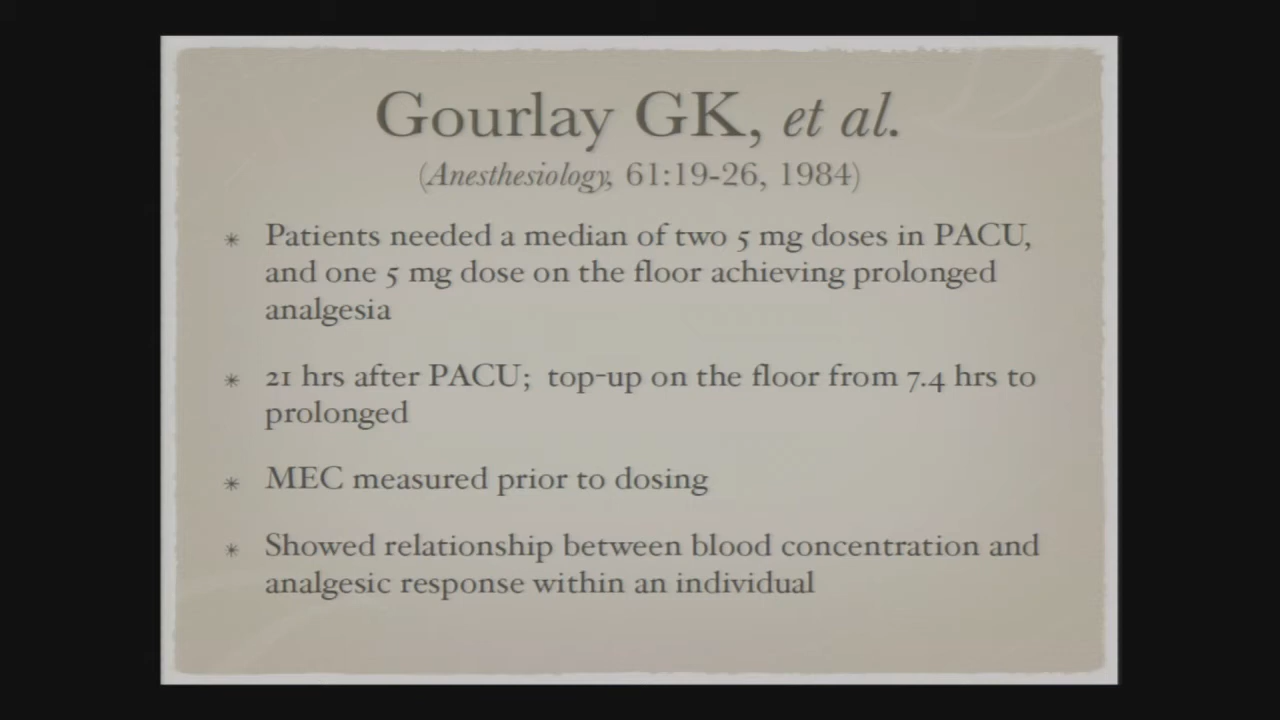 Gourlay GK, et al.
(Anesthesiology, 61:19-26, 1984)
* Patients needed a median of two 5 mg doses in PACU,
and one 5 mg dose on the floor achieving prolonged
analgesia
* 21 hrs after PACU; top-up on the floor from 7.4 hrs to
prolonged
* MEC measured prior to dosing
* Showed relationship between blood concentration and
analgesic response within an individual